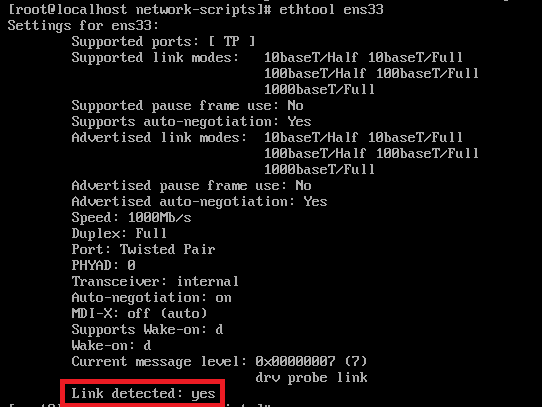 [root@localhost network-scripts]# ethtool ens33
Settings for ens33:
Supported ports: [ TP ]
Supported link modes: 10baseT/Half 10baseT/Full
100baseT/Half 100baseT/Full
1000baseT/Full
Supported pause frame use: No
Supports auto-negotiation: Yes
Advertised link modes: 10baseT/Half 10baseT/Full
100baseT/Half 100baseT/Full
1000baseT/Full
Advertised pause frame use: No
Advertised auto-negotiation: Yes
Speed: 1000Mb/s
Duplex: Full
Port: Twisted Pair
PHYAD: 0
Transceiver: internal
Auto-negotiation: on
MDI-X: off (auto)
Supports Wake-on: d
Wake-on: d
Current message level: 0x00000007 (7)
drv probe link
Link detected: yes